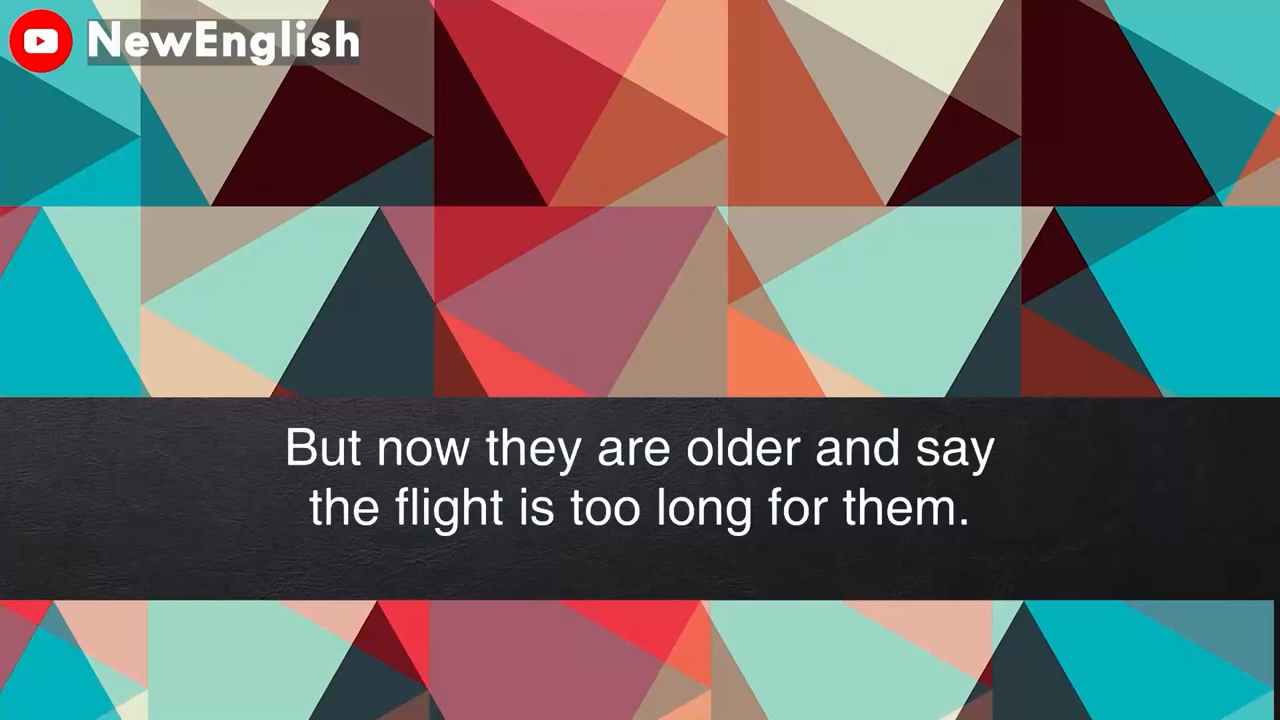 NewEnglish
But now they are older and say
the flight is too long for them.